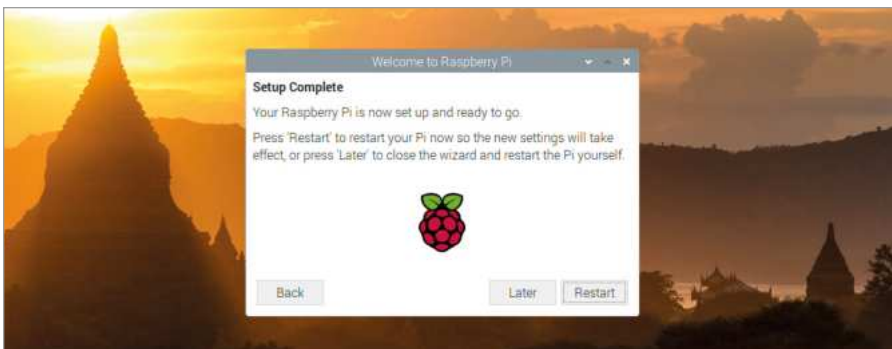 Welcome to Raspberry Pi
Setup Complete
Your Raspberry Pi is now set up and ready to go.
Press 'Restart' to restart your Pi now so the new settings will take
effect, or press 'Later' to close the wizard and restart the Pi yourself.
Back Later Restart